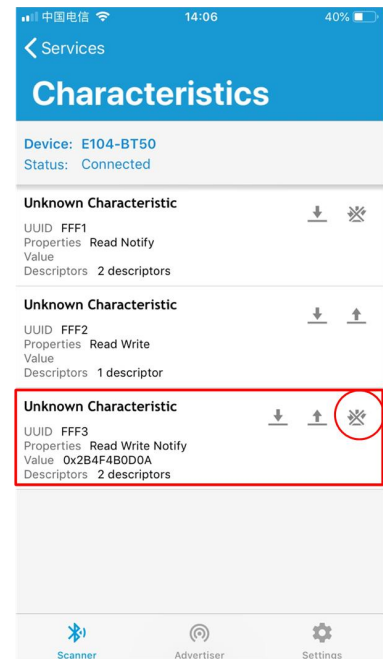 中国电信 14:06 40%
Services
Characteristics
Device: E104-BT50
Status: Connected
Unknown Characteristic
UUID FFF1
Properties Read Notify
Value
Descriptors 2 descriptors
Unknown Characteristic
UUID FFF2
Properties Read Write
Value
Descriptors 1 descriptor
Unknown Characteristic
UUID FFF3
Properties Read Write Notify
Value 0x2B4F4B0D0A
Descriptors 2 descriptors
Scanner Advertiser Settings